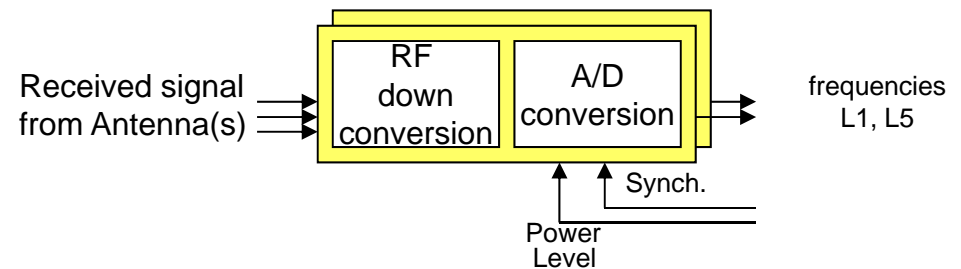 Received signal
from Antenna(s)
RF
down
conversion
A/D
conversion
frequencies
L1, L5
Synch.
Power
Level